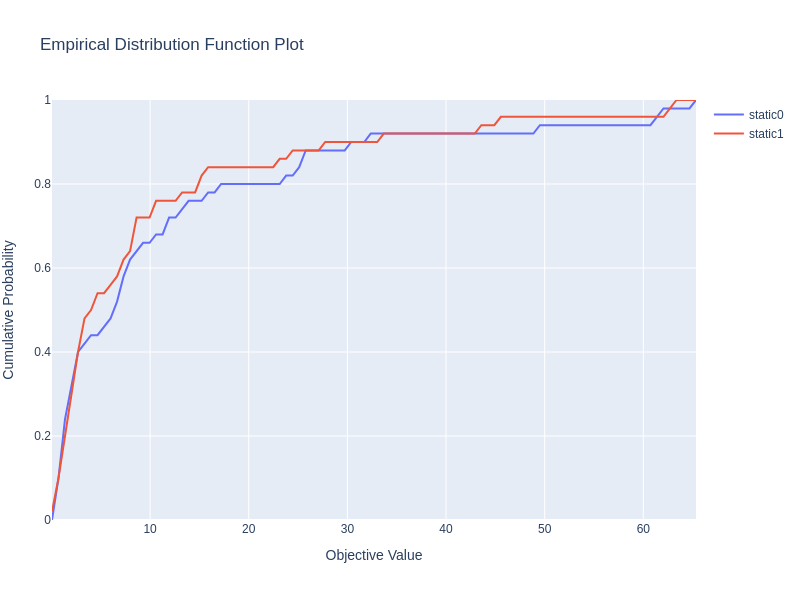 Empirical Distribution Function Plot
static0
static1
Cumulative Probability
1
0.8
0.6
0.4
0.2
0
10
20
30
40
50
60
Objective Value